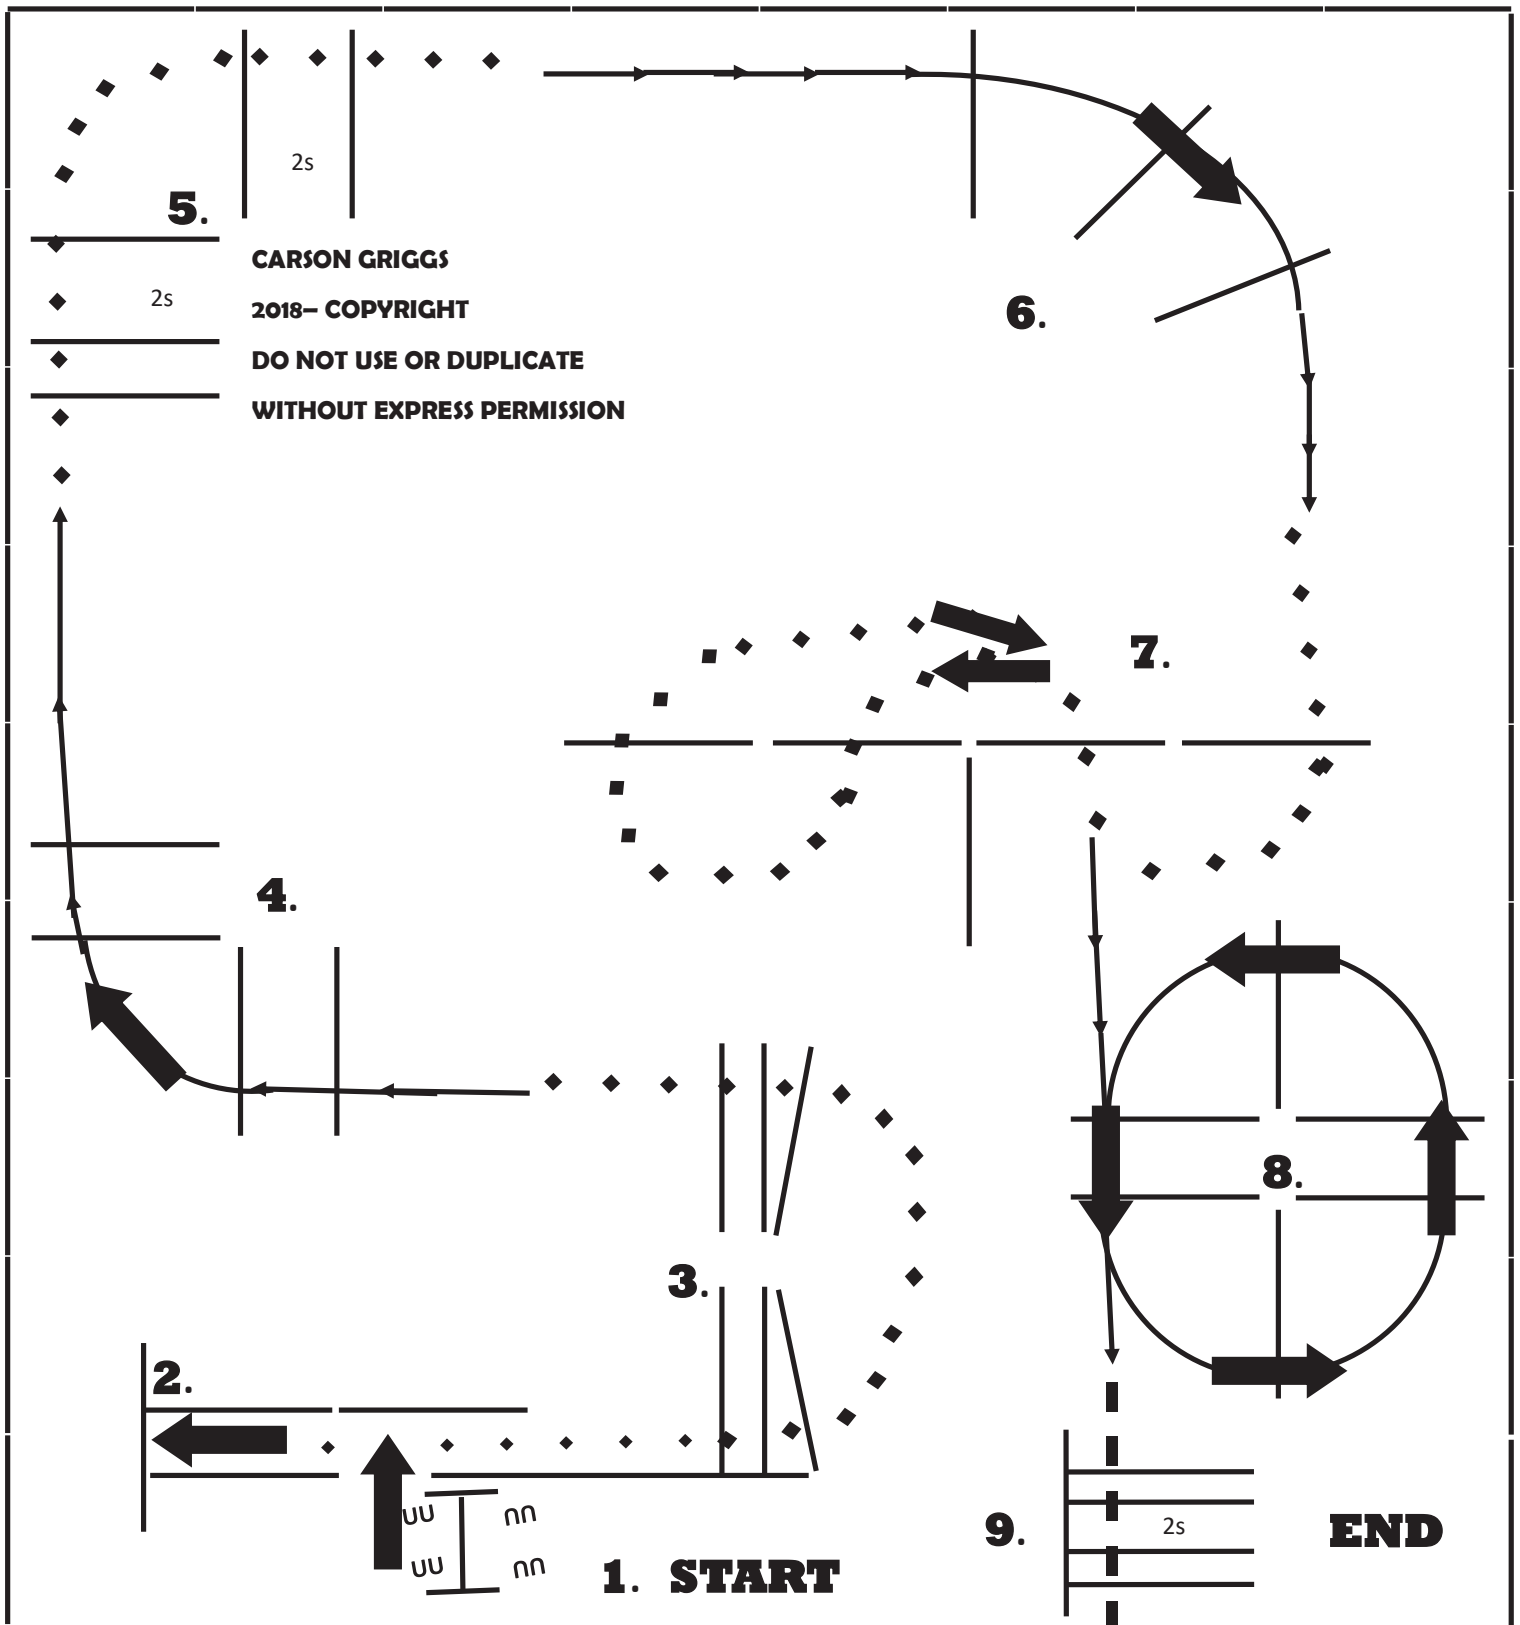 2s
5.
CARSON GRIGGS
2s
2018– COPYRIGHT
DO NOT USE OR DUPLICATE
WITHOUT EXPRESS PERMISSION
6.
7.
4.
8.
3.
2.
9.
2s
END
1. START